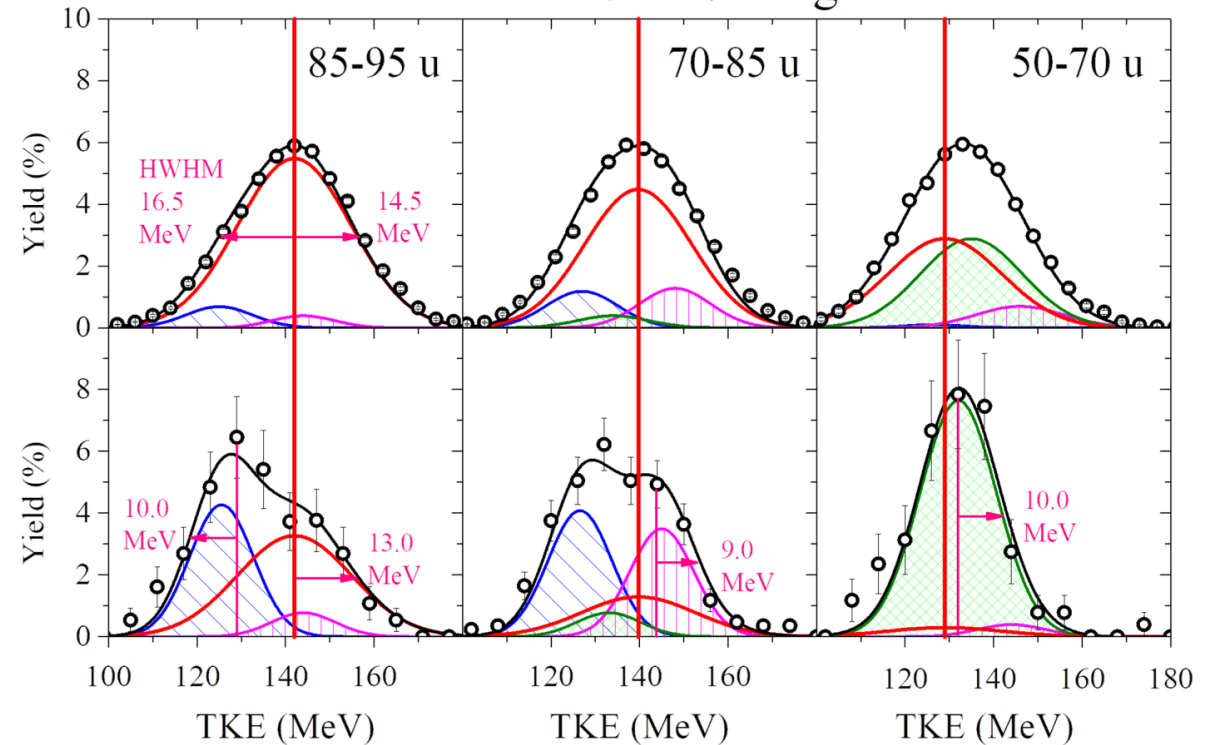 10
8
6
4
2
0
Yield (%)
85-95 u
70-85 u
50-70 u
HWHM
16.5
MeV
14.5
MeV
8
6
4
2
0
Yield (%)
10.0
MeV
13.0
MeV
9.0
MeV
10.0
MeV
100 120 140 160 120 140 160 120 140 160 180
TKE (MeV) TKE (MeV) TKE (MeV)